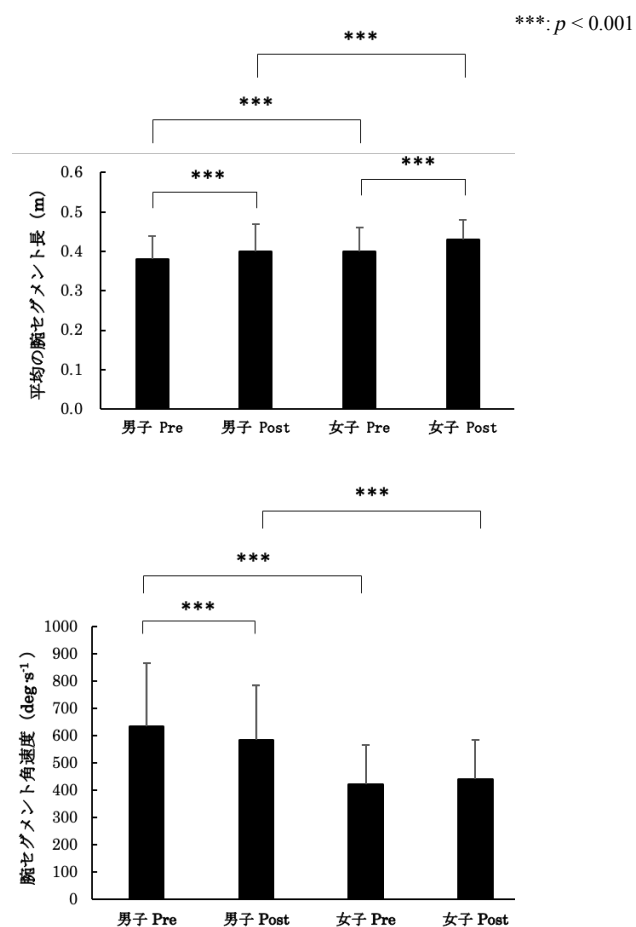 ***: p < 0.001
***
***
***
***
平均の腕セグメント長（m）
0.6
0.5
0.4
0.3
0.2
0.1
0.0
男子 Pre
男子 Post
女子 Pre
女子 Post
***
***
***
腕セグメント角速度（deg·s-1）
1000
900
800
700
600
500
400
300
200
100
0
男子 Pre
男子 Post
女子 Pre
女子 Post